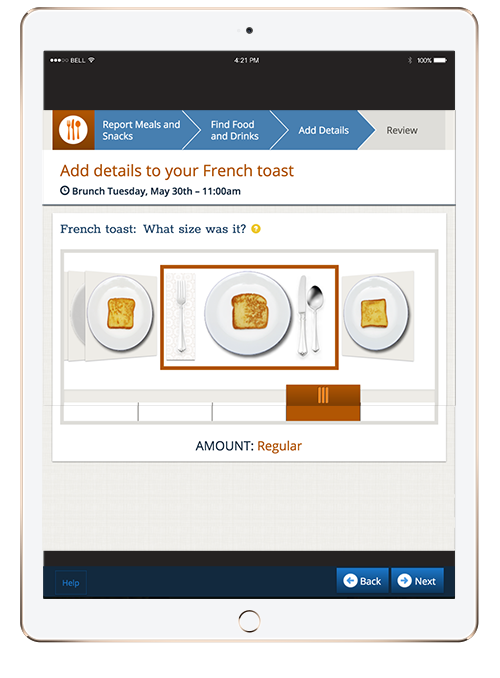 BELL 4:21 PM 100%
Report Meals and
Snacks
Find Food
and Drinks
Add Details
Review
Add details to your French toast
Brunch Tuesday, May 30th – 11:00am
French toast: What size was it? ?
AMOUNT: Regular
Help
Back
Next